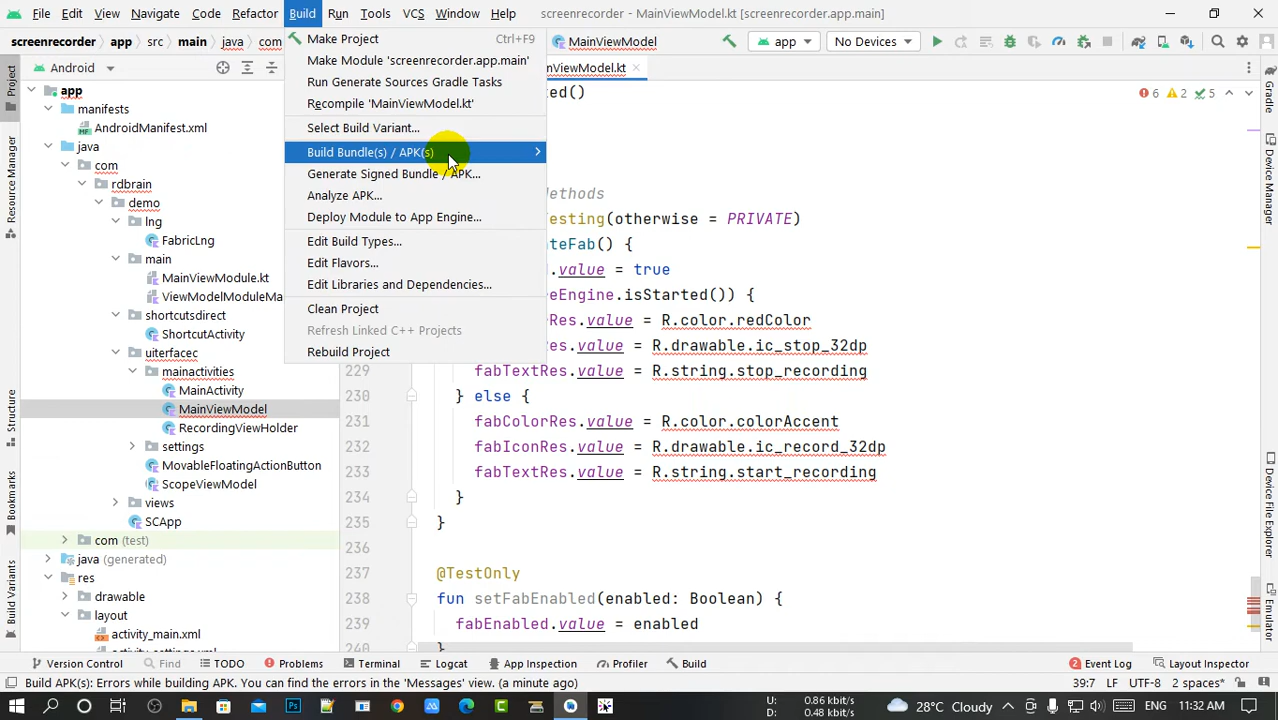 File Edit View Navigate Code Refactor Build Run Tools VCS Window Help screenrecorder - MainViewModel.kt [screenrecorder.app.main]
screenrecorder app src main java com MainViewModel app No Devices
Android nViewModel.kt
Make Project Ctrl+F9
Make Module 'screenrecorder.app.main'
Run Generate Sources Gradle Tasks
Recompile 'MainViewModel.kt'
Select Build Variant...
Build Bundle(s) / APK(s)
Generate Signed Bundle / APK...
Analyze APK...
Deploy Module to App Engine...
Edit Build Types...
Edit Flavors...
Edit Libraries and Dependencies...
Clean Project
Refresh Linked C++ Projects
Rebuild Project
Project
Resource Manager
Structure
Bookmarks
Build Variants
app
manifests
AndroidManifest.xml
java
com
rdbrain
demo
lng
FabricLng
main
MainViewModule.kt
ViewModelModuleMa
shortcutsdirect
ShortcutActivity
uiterfacec
mainactivities
MainActivity
MainViewModel
RecordingViewHolder
settings
MovableFloatingActionButton
ScopeViewModel
views
SCApp
com (test)
java (generated)
res
drawable
layout
activity_main.xml
activity_settings.xml
6 2 5
ed()
ethods
Testing(otherwise = PRIVATE)
teFab() {
d.value = true
reEngine.isStarted()) {
Res.value = R.color.redColor
es.value = R.drawable.ic_stop_32dp
229 fabTextRes.value = R.string.stop_recording
230 } else {
231 fabColorRes.value = R.color.colorAccent
232 fabIconRes.value = R.drawable.ic_record_32dp
233 fabTextRes.value = R.string.start_recording
234 }
235 }
236
237 @TestOnly
238 fun setFabEnabled(enabled: Boolean) {
239 fabEnabled.value = enabled
240 }
Gradle
Device File Explorer
Emulator
Version Control Find TODO Problems Terminal Logcat App Inspection Profiler Build 2 Event Log Layout Inspector
Build APK(s): Errors while building APK. You can find the errors in the 'Messages' view. (a minute ago) 39:7 LF UTF-8 2 spaces*
U: 0.86 kB/s
D: 0.48 kB/s
28°C Cloudy ENG 11:32 AM